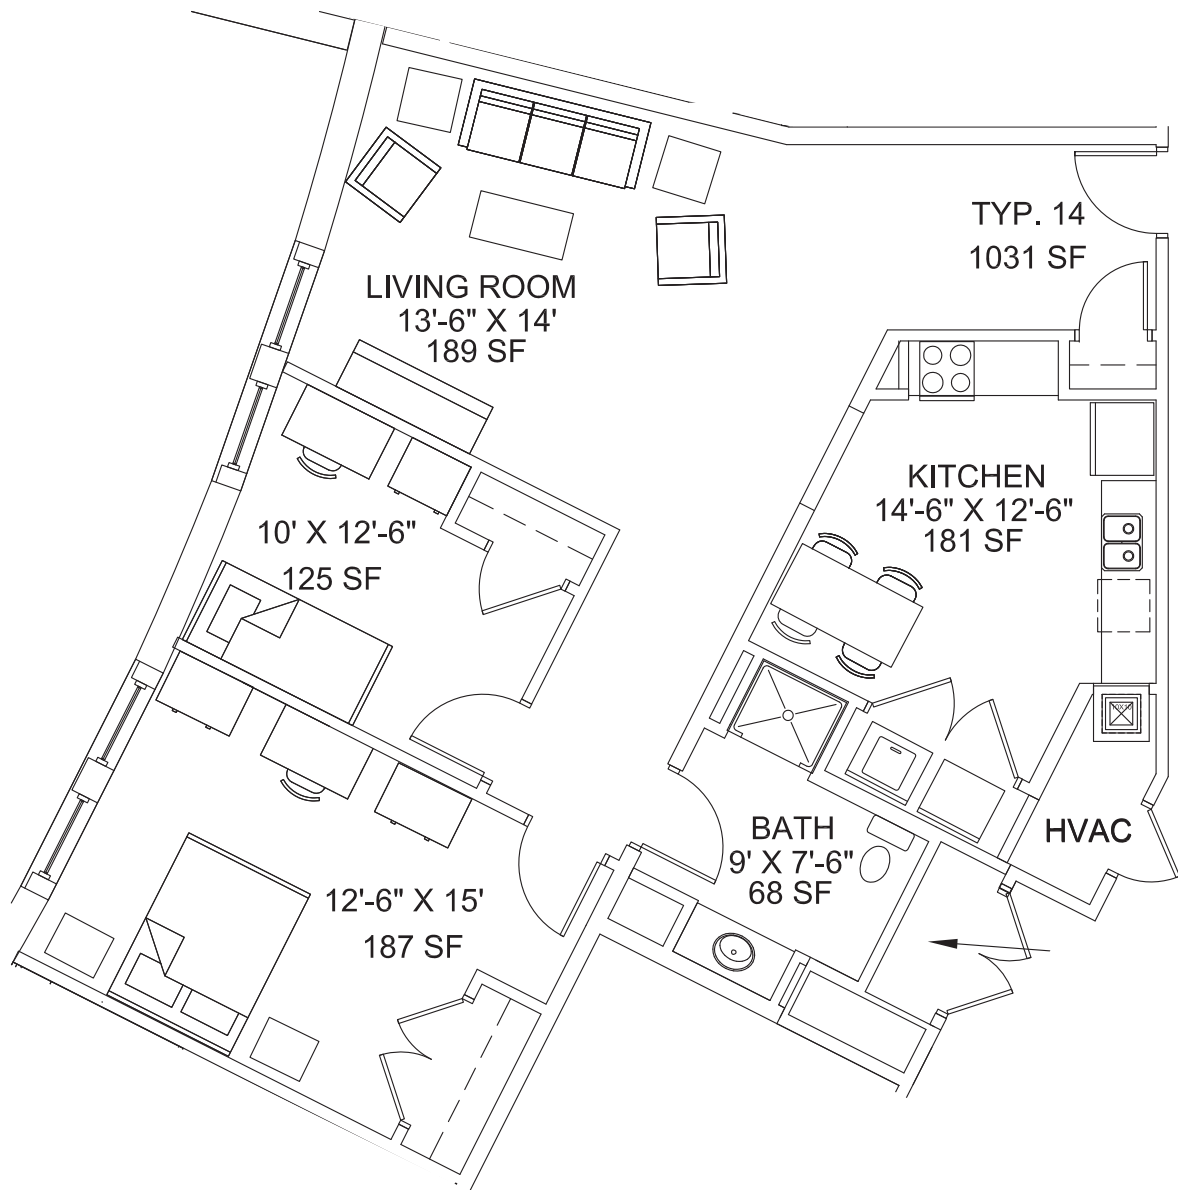 TYP. 14
1031 SF
LIVING ROOM
13'-6" X 14'
189 SF
KITCHEN
14'-6" X 12'-6"
181 SF
10' X 12'-6"
125 SF
BATH
9' X 7'-6"
68 SF
HVAC
12'-6" X 15'
187 SF